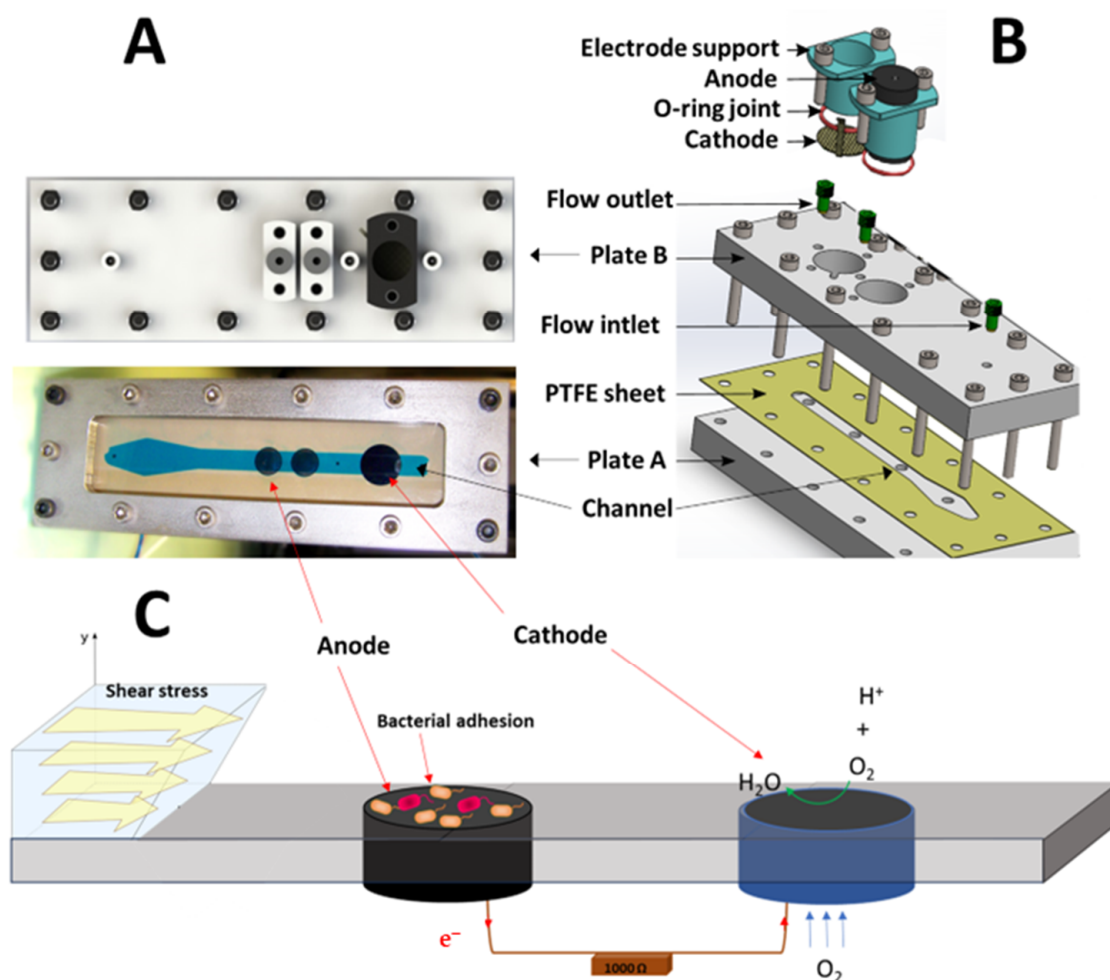 A
B
Electrode support
Anode
O-ring joint
Cathode
Flow outlet
Plate B
Flow intlet
PTFE sheet
Plate A
Channel
C
Anode
Cathode
y
Shear stress
Bacterial adhesion
H⁺
+
H₂O
O₂
e⁻
1000 Ω
O₂